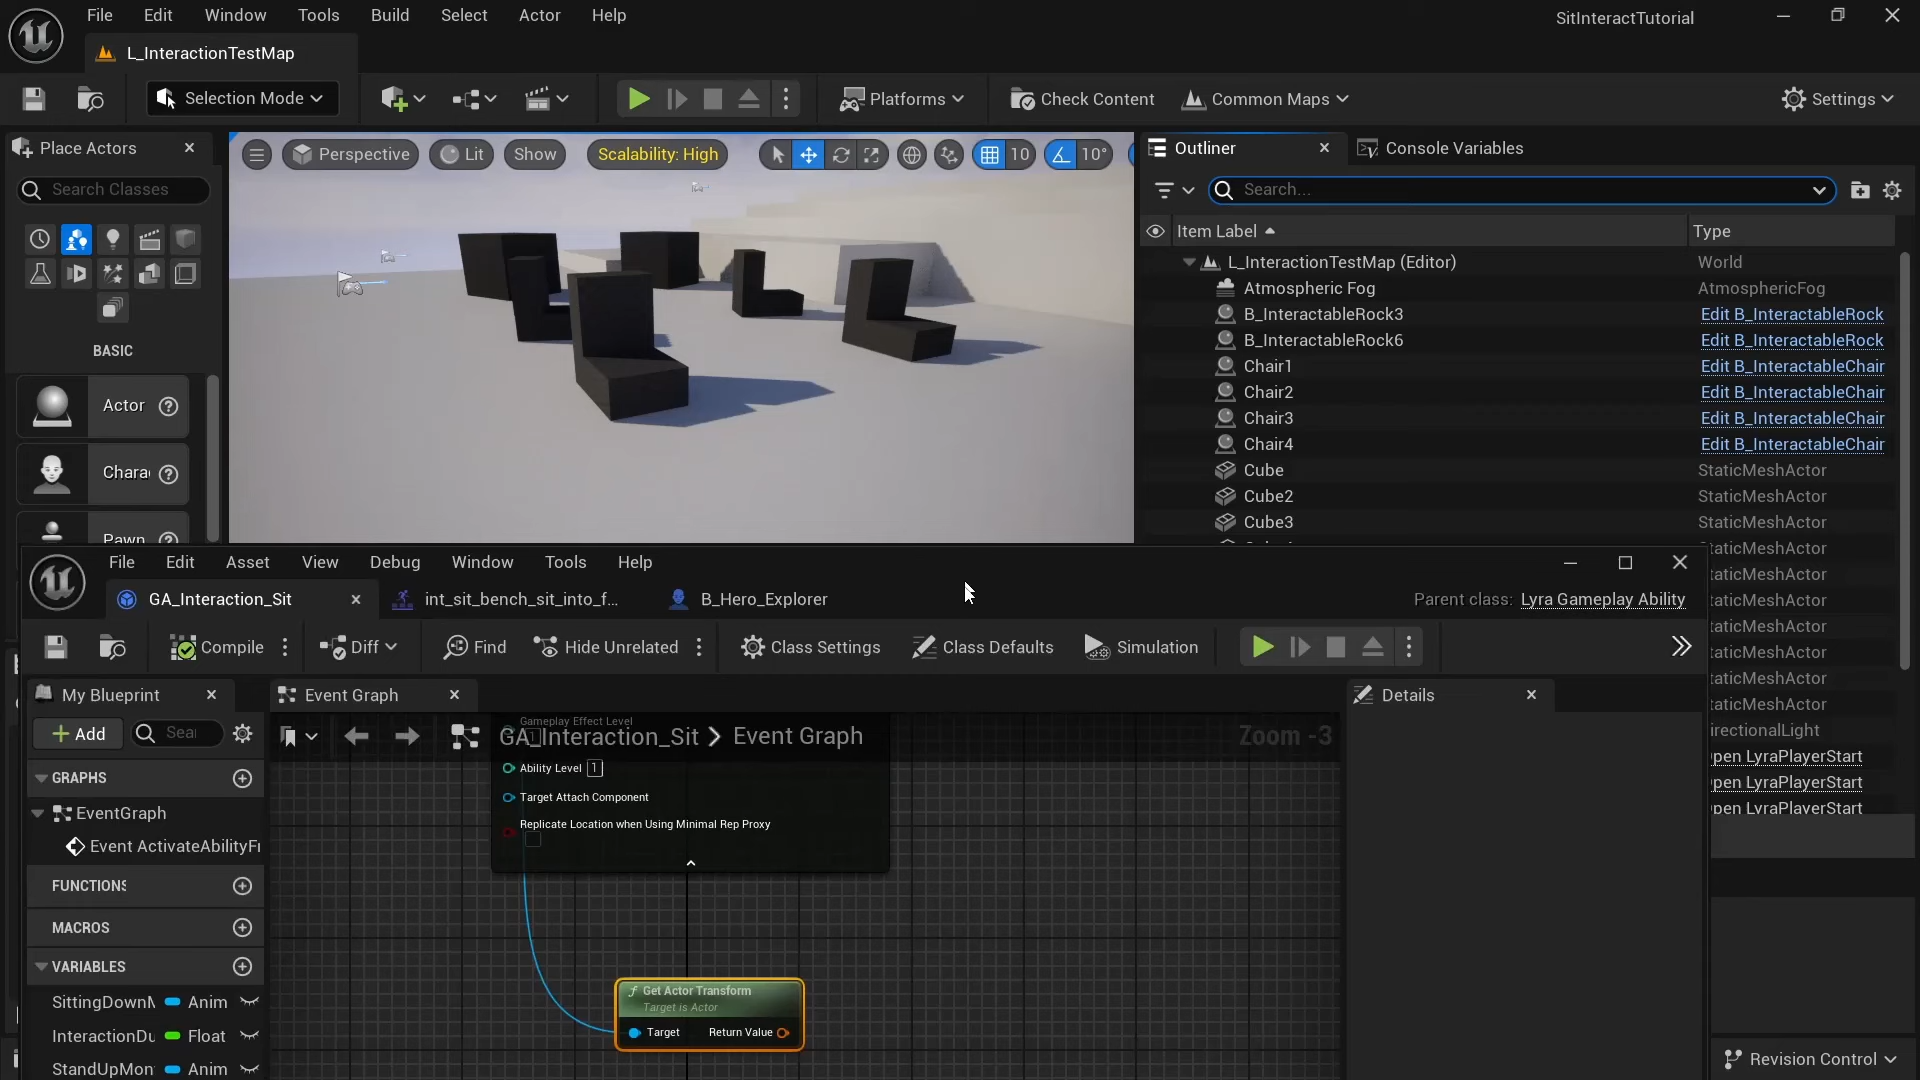 File Edit Window Tools Build Select Actor Help
SitInteractTutorial
L_InteractionTestMap
Selection Mode
Platforms
Check Content
Common Maps
Settings
Place Actors
Search Classes
BASIC
Actor
Chara
Pawn
Perspective
Lit
Show
Scalability: High
10
10°
Outliner
Console Variables
Search...
Item Label
Type
L_InteractionTestMap (Editor) World
Atmospheric Fog AtmosphericFog
B_InteractableRock3 Edit B_InteractableRock
B_InteractableRock6 Edit B_InteractableRock
Chair1 Edit B_InteractableChair
Chair2 Edit B_InteractableChair
Chair3 Edit B_InteractableChair
Chair4 Edit B_InteractableChair
Cube StaticMeshActor
Cube2 StaticMeshActor
Cube3 StaticMeshActor
taticMeshActor
taticMeshActor
taticMeshActor
taticMeshActor
taticMeshActor
taticMeshActor
taticMeshActor
irectionalLight
pen LyraPlayerStart
pen LyraPlayerStart
pen LyraPlayerStart
File Edit Asset View Debug Window Tools Help
GA_Interaction_Sit
int_sit_bench_sit_into_f...
B_Hero_Explorer
Parent class: Lyra Gameplay Ability
Compile
Diff
Find
Hide Unrelated
Class Settings
Class Defaults
Simulation
My Blueprint
Event Graph
Details
+ Add
Sea
GRAPHS
EventGraph
Event ActivateAbilityFr
FUNCTIONS
MACROS
VARIABLES
SittingDownM Anim
InteractionDu Float
StandUpMon Anim
Gameplay Effect Level
1
GA_Interaction_Sit > Event Graph
Zoom -3
Ability Level 1
Target Attach Component
Replicate Location when Using Minimal Rep Proxy
f Get Actor Transform
Target is Actor
Target Return Value
Revision Control